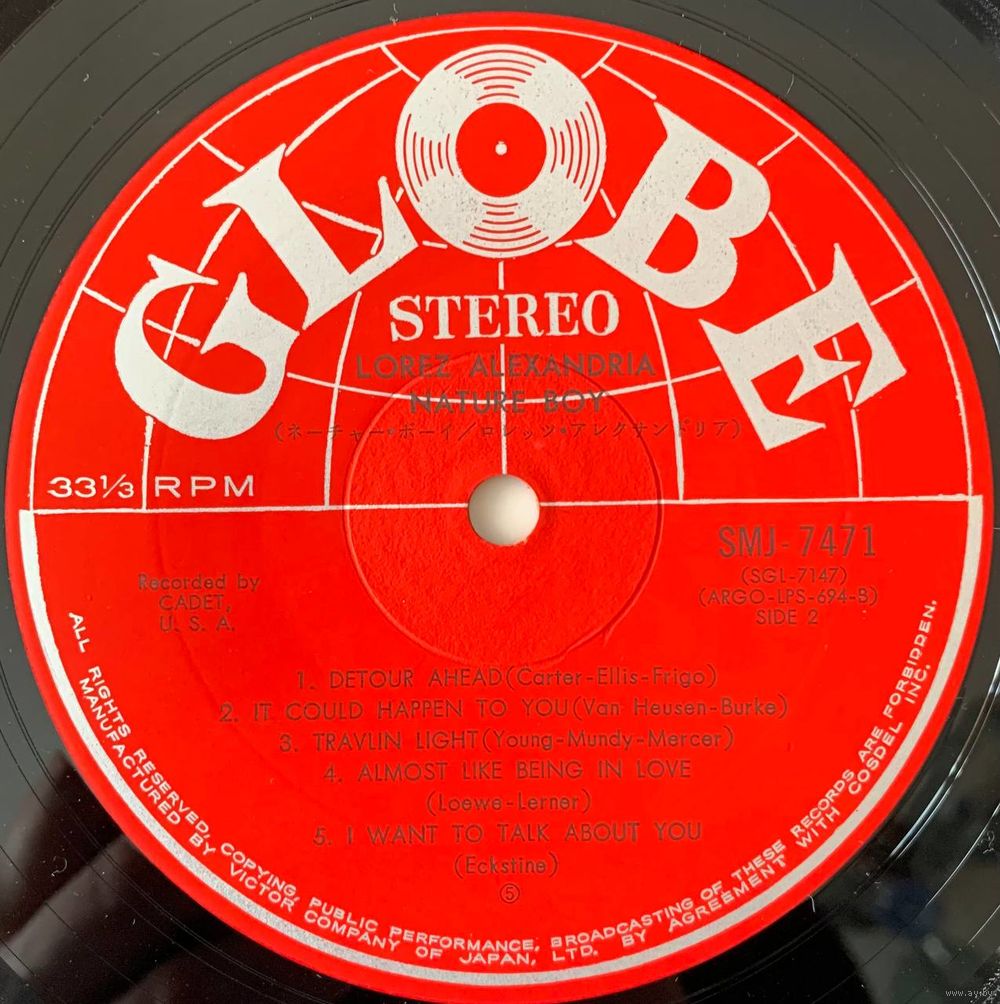 GLOBE
STEREO
LOREZ ALEXANDRIA
NATURE BOY
(ネーチャー・ボーイ/ロレッツ・アレクサンドリア)
33⅓ RPM
SMJ-7471
(SGL-7147)
(ARGO-LPS-694-B)
SIDE 2
Recorded by
CADET,
U. S. A.
1. DETOUR AHEAD(Carter-Ellis-Frigo)
2. IT COULD HAPPEN TO YOU(Van Heusen-Burke)
3. TRAVLIN LIGHT(Young-Mundy-Mercer)
4. ALMOST LIKE BEING IN LOVE
(Loewe-Lerner)
5. I WANT TO TALK ABOUT YOU
(Eckstine)
⑤
ALL RIGHTS RESERVED, COPYING, PUBLIC PERFORMANCE, BROADCASTING OF THESE RECORDS ARE FORBIDDEN.
MANUFACTURED BY VICTOR COMPANY OF JAPAN, LTD. BY AGREEMENT WITH COSDEL INC.
www.ay.by